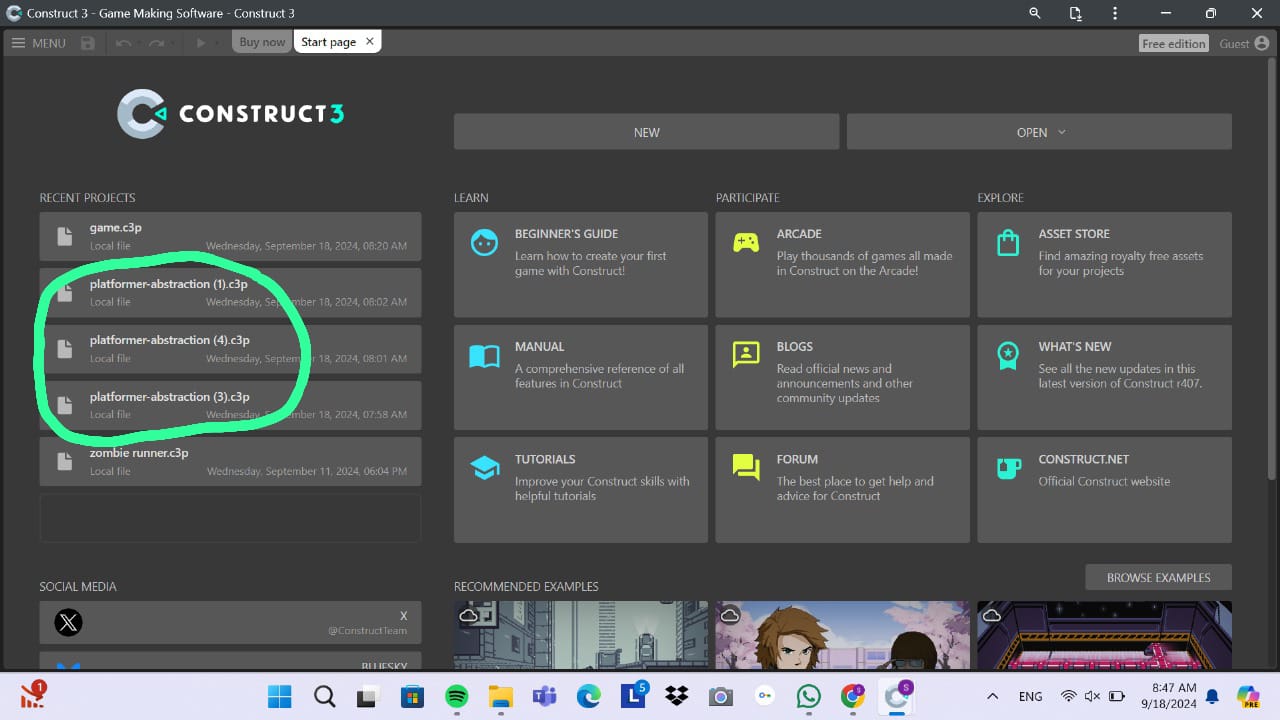 Construct 3 - Game Making Software - Construct 3
MENU
Buy now
Start page
Free edition
Guest
CONSTRUCT 3
NEW
OPEN
RECENT PROJECTS
game.c3p
Local file
Wednesday, September 18, 2024, 08:20 AM
platformer-abstraction (1).c3p
Local file
Wednesday, September 18, 2024, 08:02 AM
platformer-abstraction (4).c3p
Local file
Wednesday, September 18, 2024, 08:01 AM
platformer-abstraction (3).c3p
Local file
Wednesday, September 18, 2024, 07:58 AM
zombie runner.c3p
Local file
Wednesday, September 11, 2024, 06:04 PM
SOCIAL MEDIA
X
@ConstructTeam
BLUESKY
LEARN
BEGINNER'S GUIDE
Learn how to create your first
game with Construct!
MANUAL
A comprehensive reference of all
features in Construct
TUTORIALS
Improve your Construct skills with
helpful tutorials
PARTICIPATE
ARCADE
Play thousands of games all made
in Construct on the Arcade!
BLOGS
Read official news and
announcements and other
community updates
FORUM
The best place to get help and
advice for Construct
EXPLORE
ASSET STORE
Find amazing royalty free assets
for your projects
WHAT'S NEW
See all the new updates in this
latest version of Construct r407.
CONSTRUCT.NET
Official Construct website
RECOMMENDED EXAMPLES
BROWSE EXAMPLES
1
L
5
S
S
ENG
8:47 AM
9/18/2024
PRE